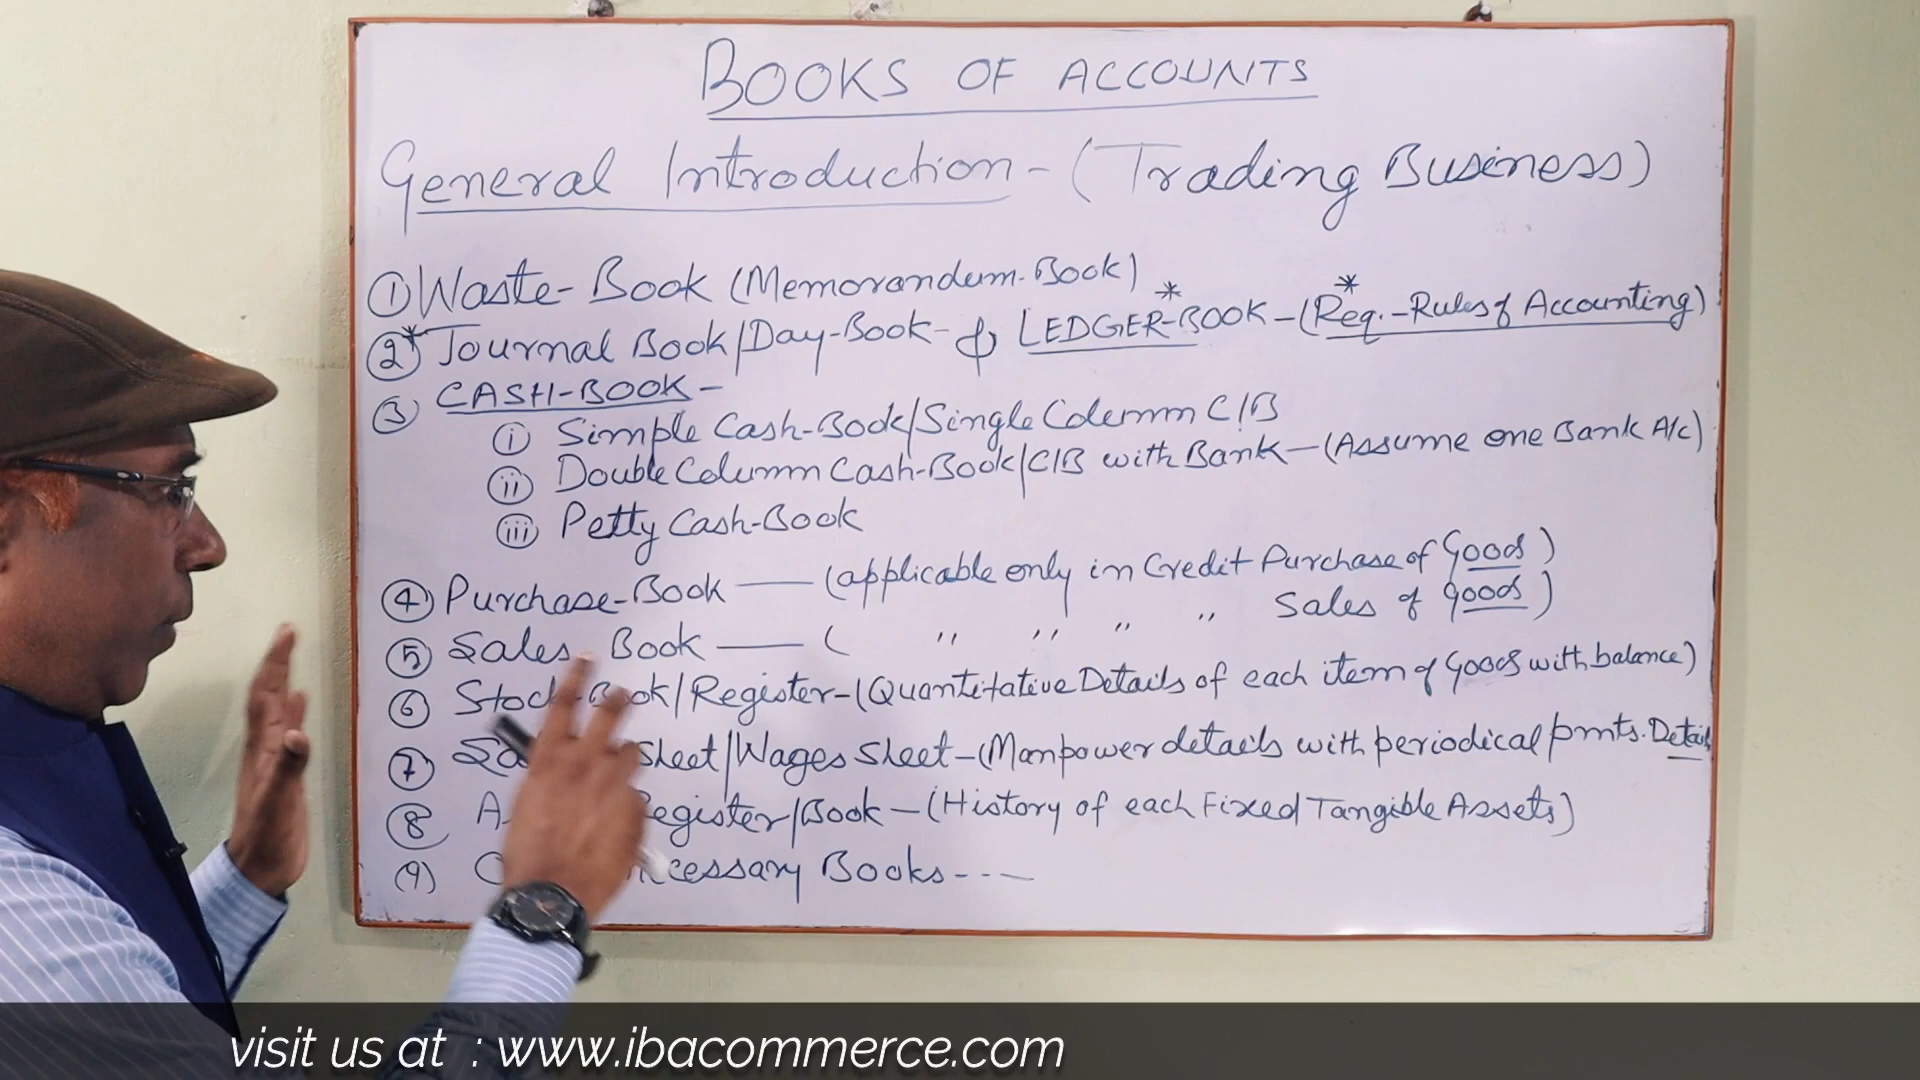 BOOKS OF ACCOUNTS
General Introduction - (Trading Business)
① Waste-Book (Memorandum-Book)
②* Journal Book/Day-Book - & LEDGER-BOOK* - (Req.*-Rules of Accounting)
③ CASH-BOOK -
ⓘ Simple Cash-Book/Single Column C/B
ⓘⓘ Double Column Cash-Book/C/B with Bank - (Assume one Bank A/c)
ⓘⓘⓘ Petty Cash-Book
④ Purchase-Book — (applicable only in Credit Purchase of Goods)
⑤ Sales Book — ( " " " " Sales of goods)
⑥ Stock-Book/Register - (Quantitative Details of each item of Goods with balance)
⑦ Sheet/Wages Sheet - (Manpower details with periodical pmts. Detail
⑧ Register/Book - (History of each Fixed Tangible Assets)
(9) Books - - -
visit us at : www.ibacommerce.com